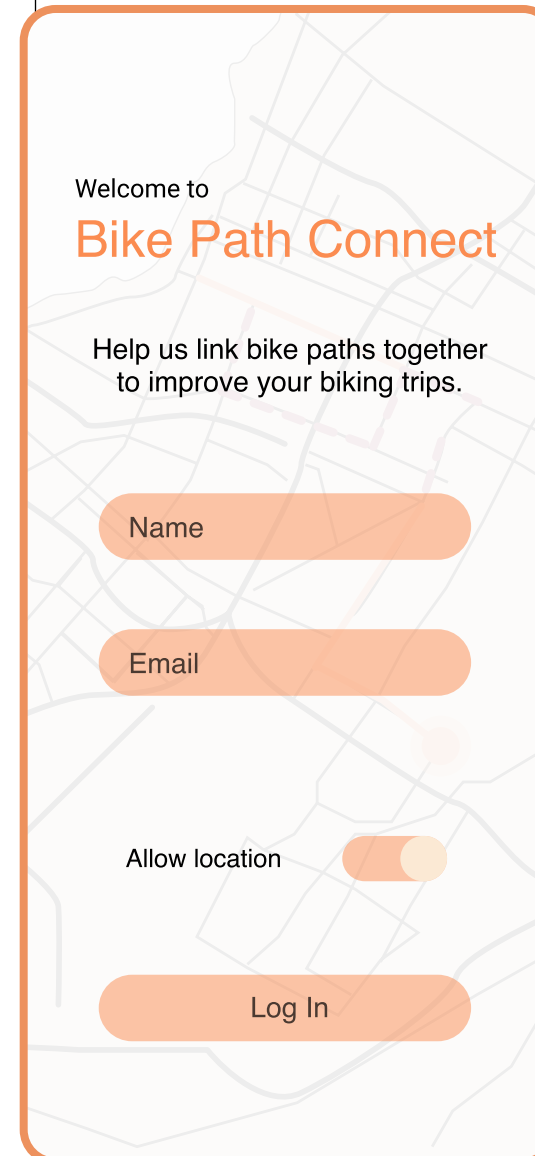 Welcome to
Bike Path Connect
Help us link bike paths together
to improve your biking trips.
Name
Email
Allow location
Log In